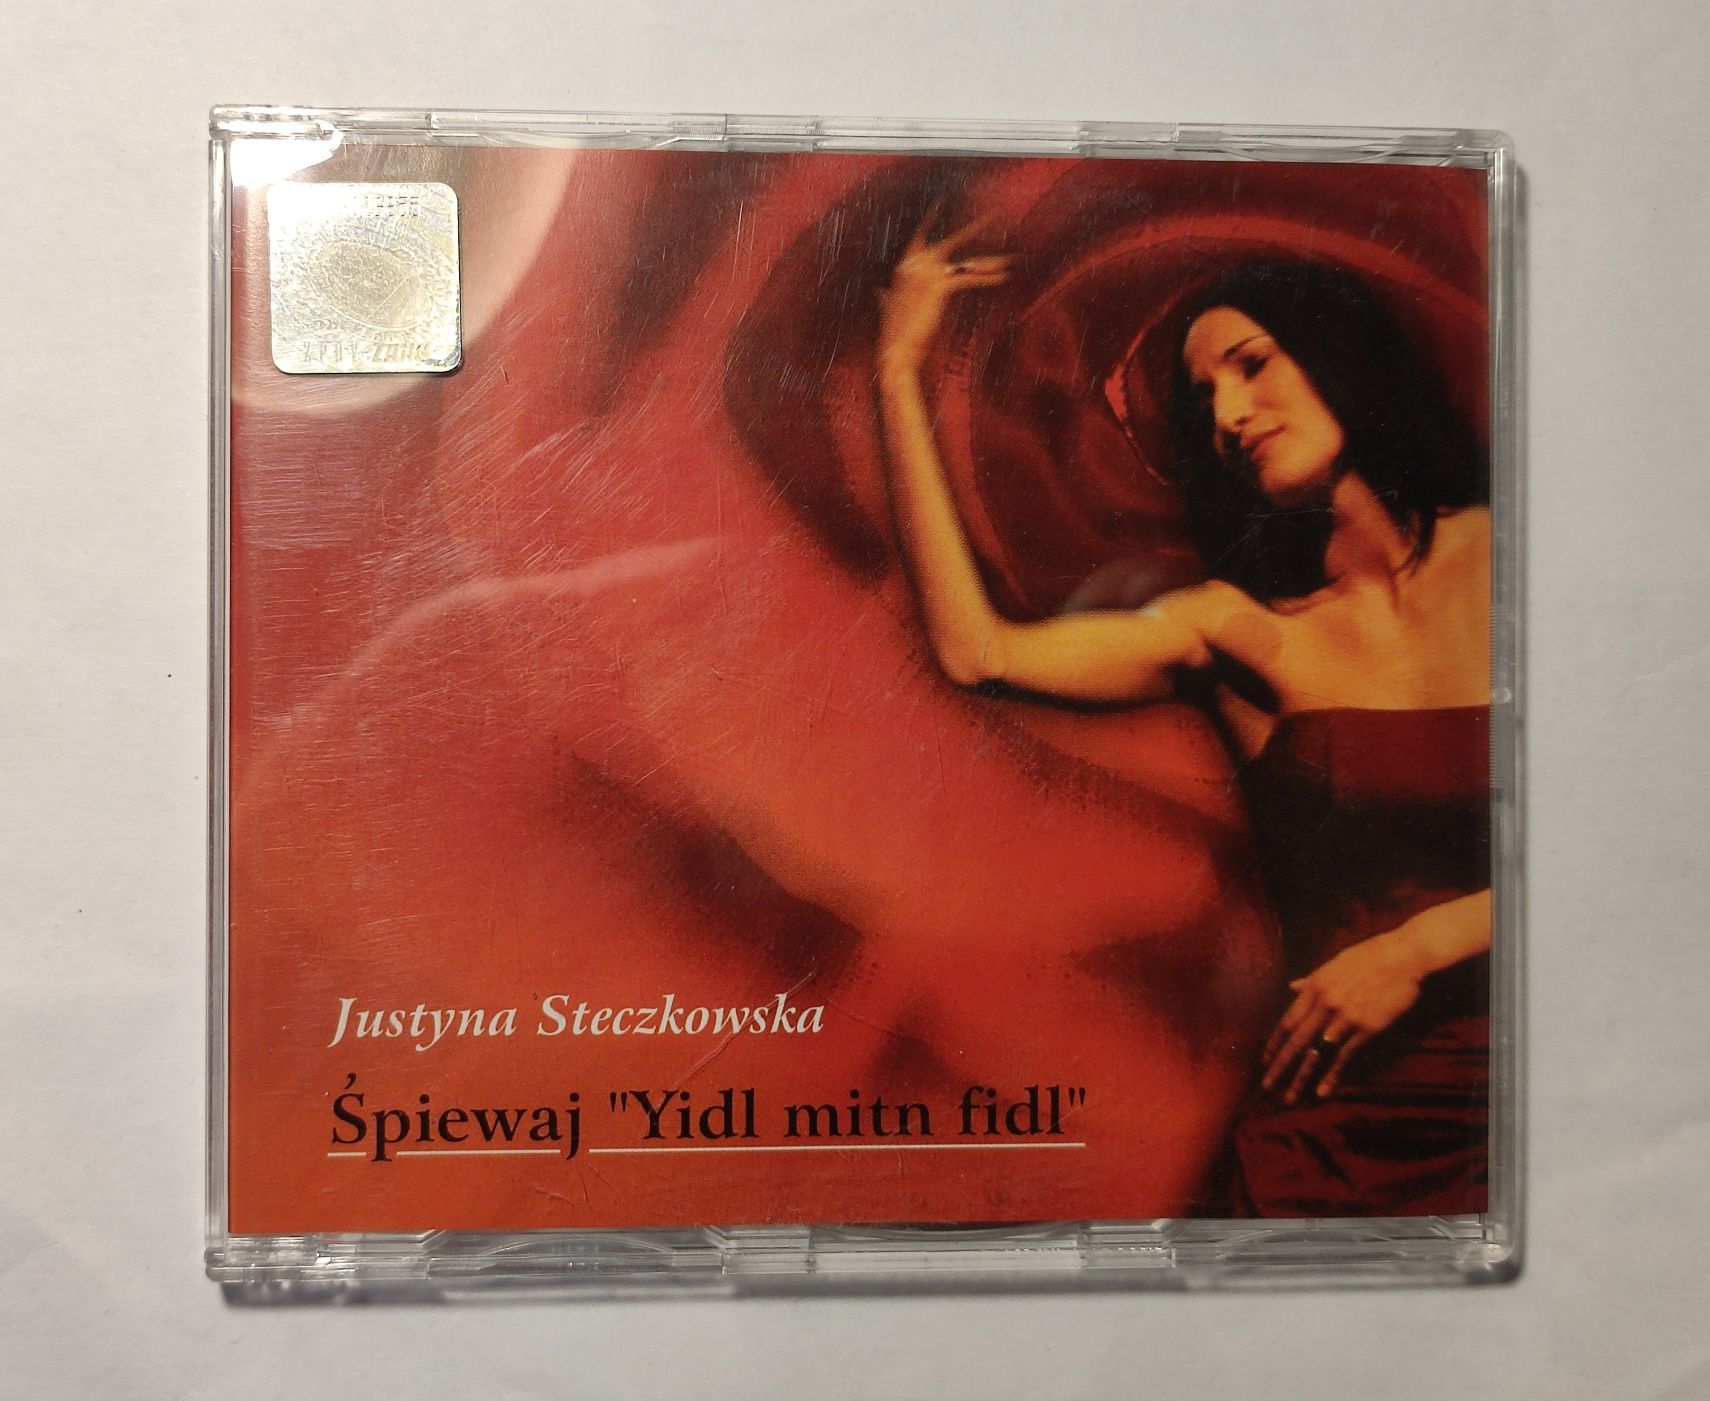 Justyna Steczkowska
Śpiewaj "Yidl mitn fidl"